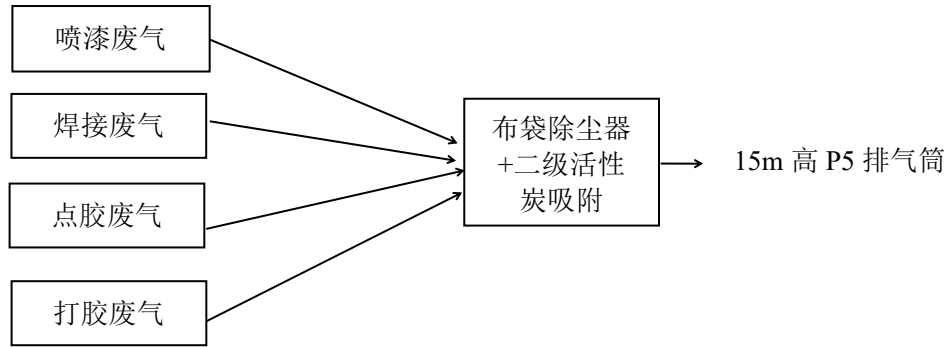 喷漆废气
焊接废气
点胶废气
打胶废气
布袋除尘器
+二级活性
炭吸附
15m 高 P5 排气筒